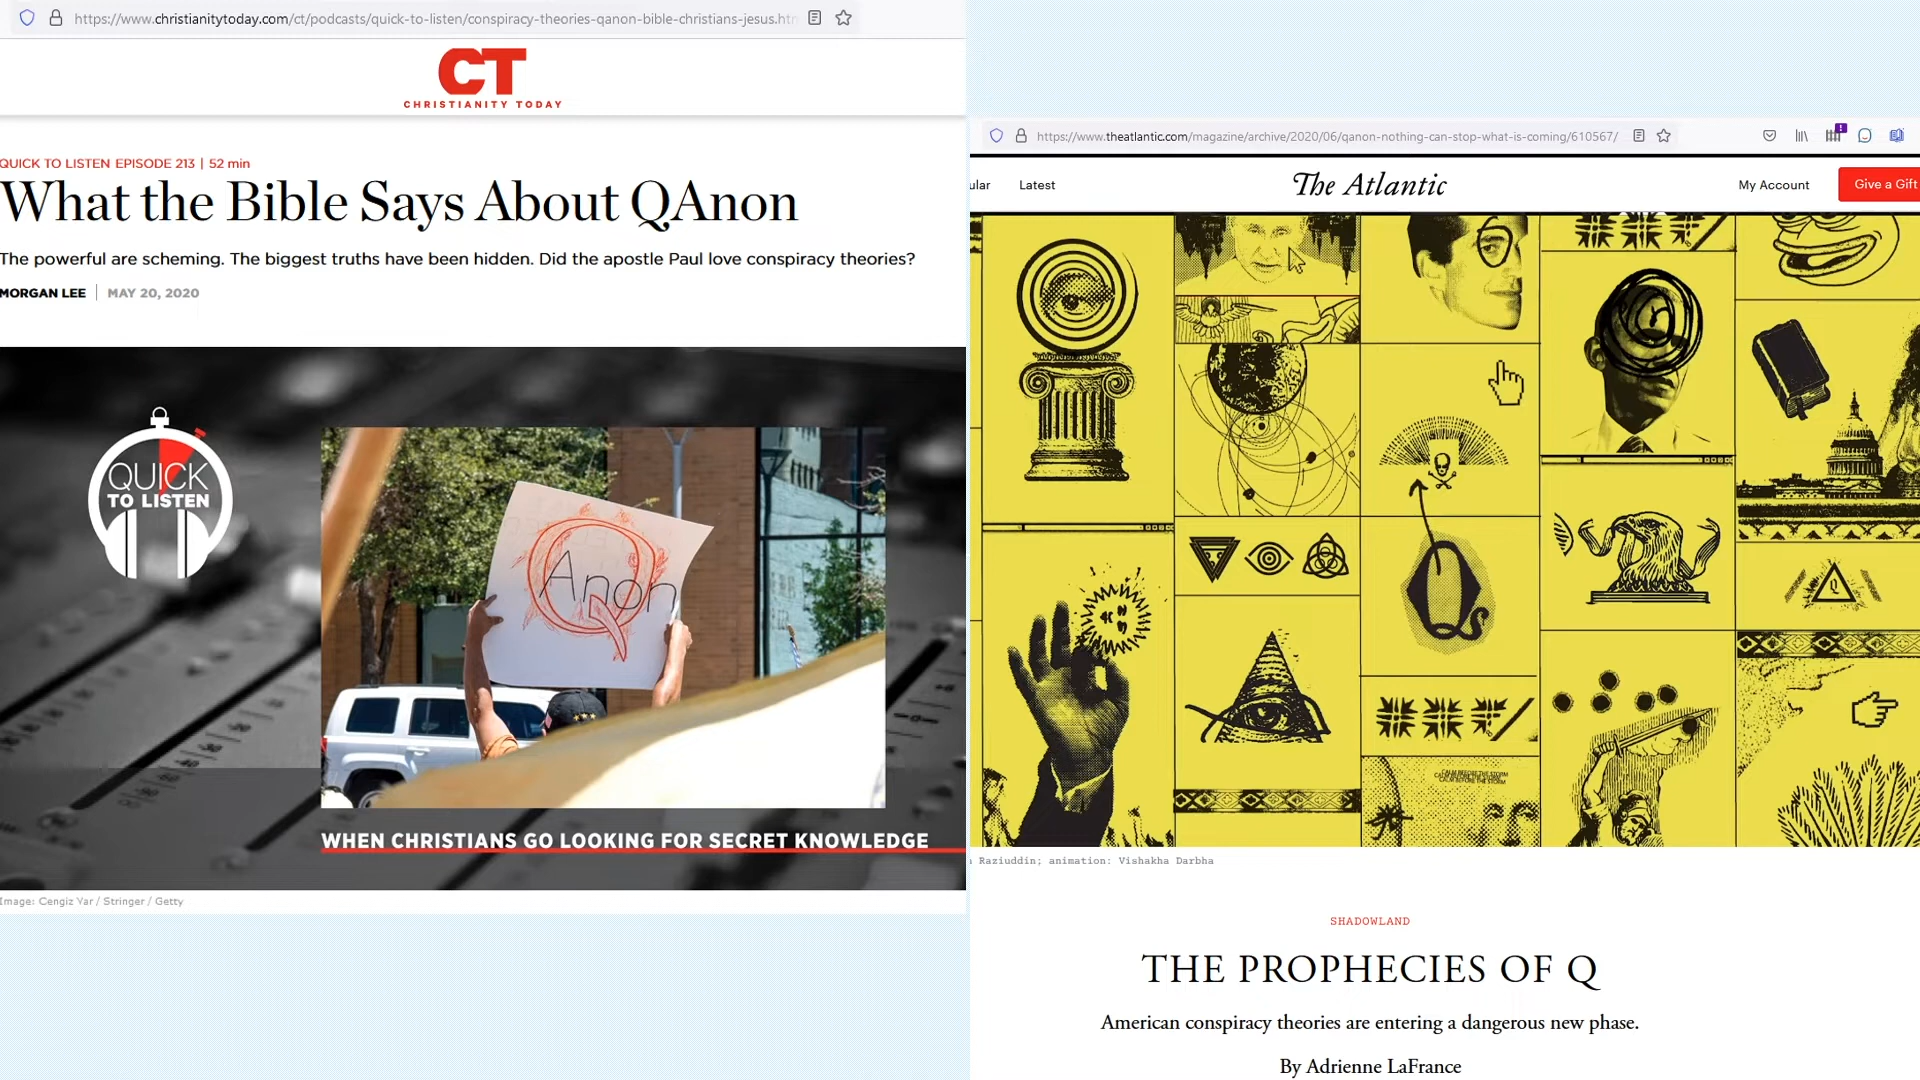 https://www.christianitytoday.com/ct/podcasts/quick-to-listen/conspiracy-theories-qanon-bible-christians-jesus.htm
CT
CHRISTIANITY TODAY
QUICK TO LISTEN EPISODE 213 | 52 min
What the Bible Says About QAnon
The powerful are scheming. The biggest truths have been hidden. Did the apostle Paul love conspiracy theories?
MORGAN LEE | MAY 20, 2020
QUICK
TO LISTEN
Q
Anon
WHEN CHRISTIANS GO LOOKING FOR SECRET KNOWLEDGE
Image: Cengiz Yar / Stringer / Getty
https://www.theatlantic.com/magazine/archive/2020/06/qanon-nothing-can-stop-what-is-coming/610567/
ular Latest The Atlantic My Account Give a Gift
Qs
Q
CALM BEFORE THE STORM
Raziuddin; animation: Vishakha Darbha
SHADOWLAND
THE PROPHECIES OF Q
American conspiracy theories are entering a dangerous new phase.
By Adrienne LaFrance